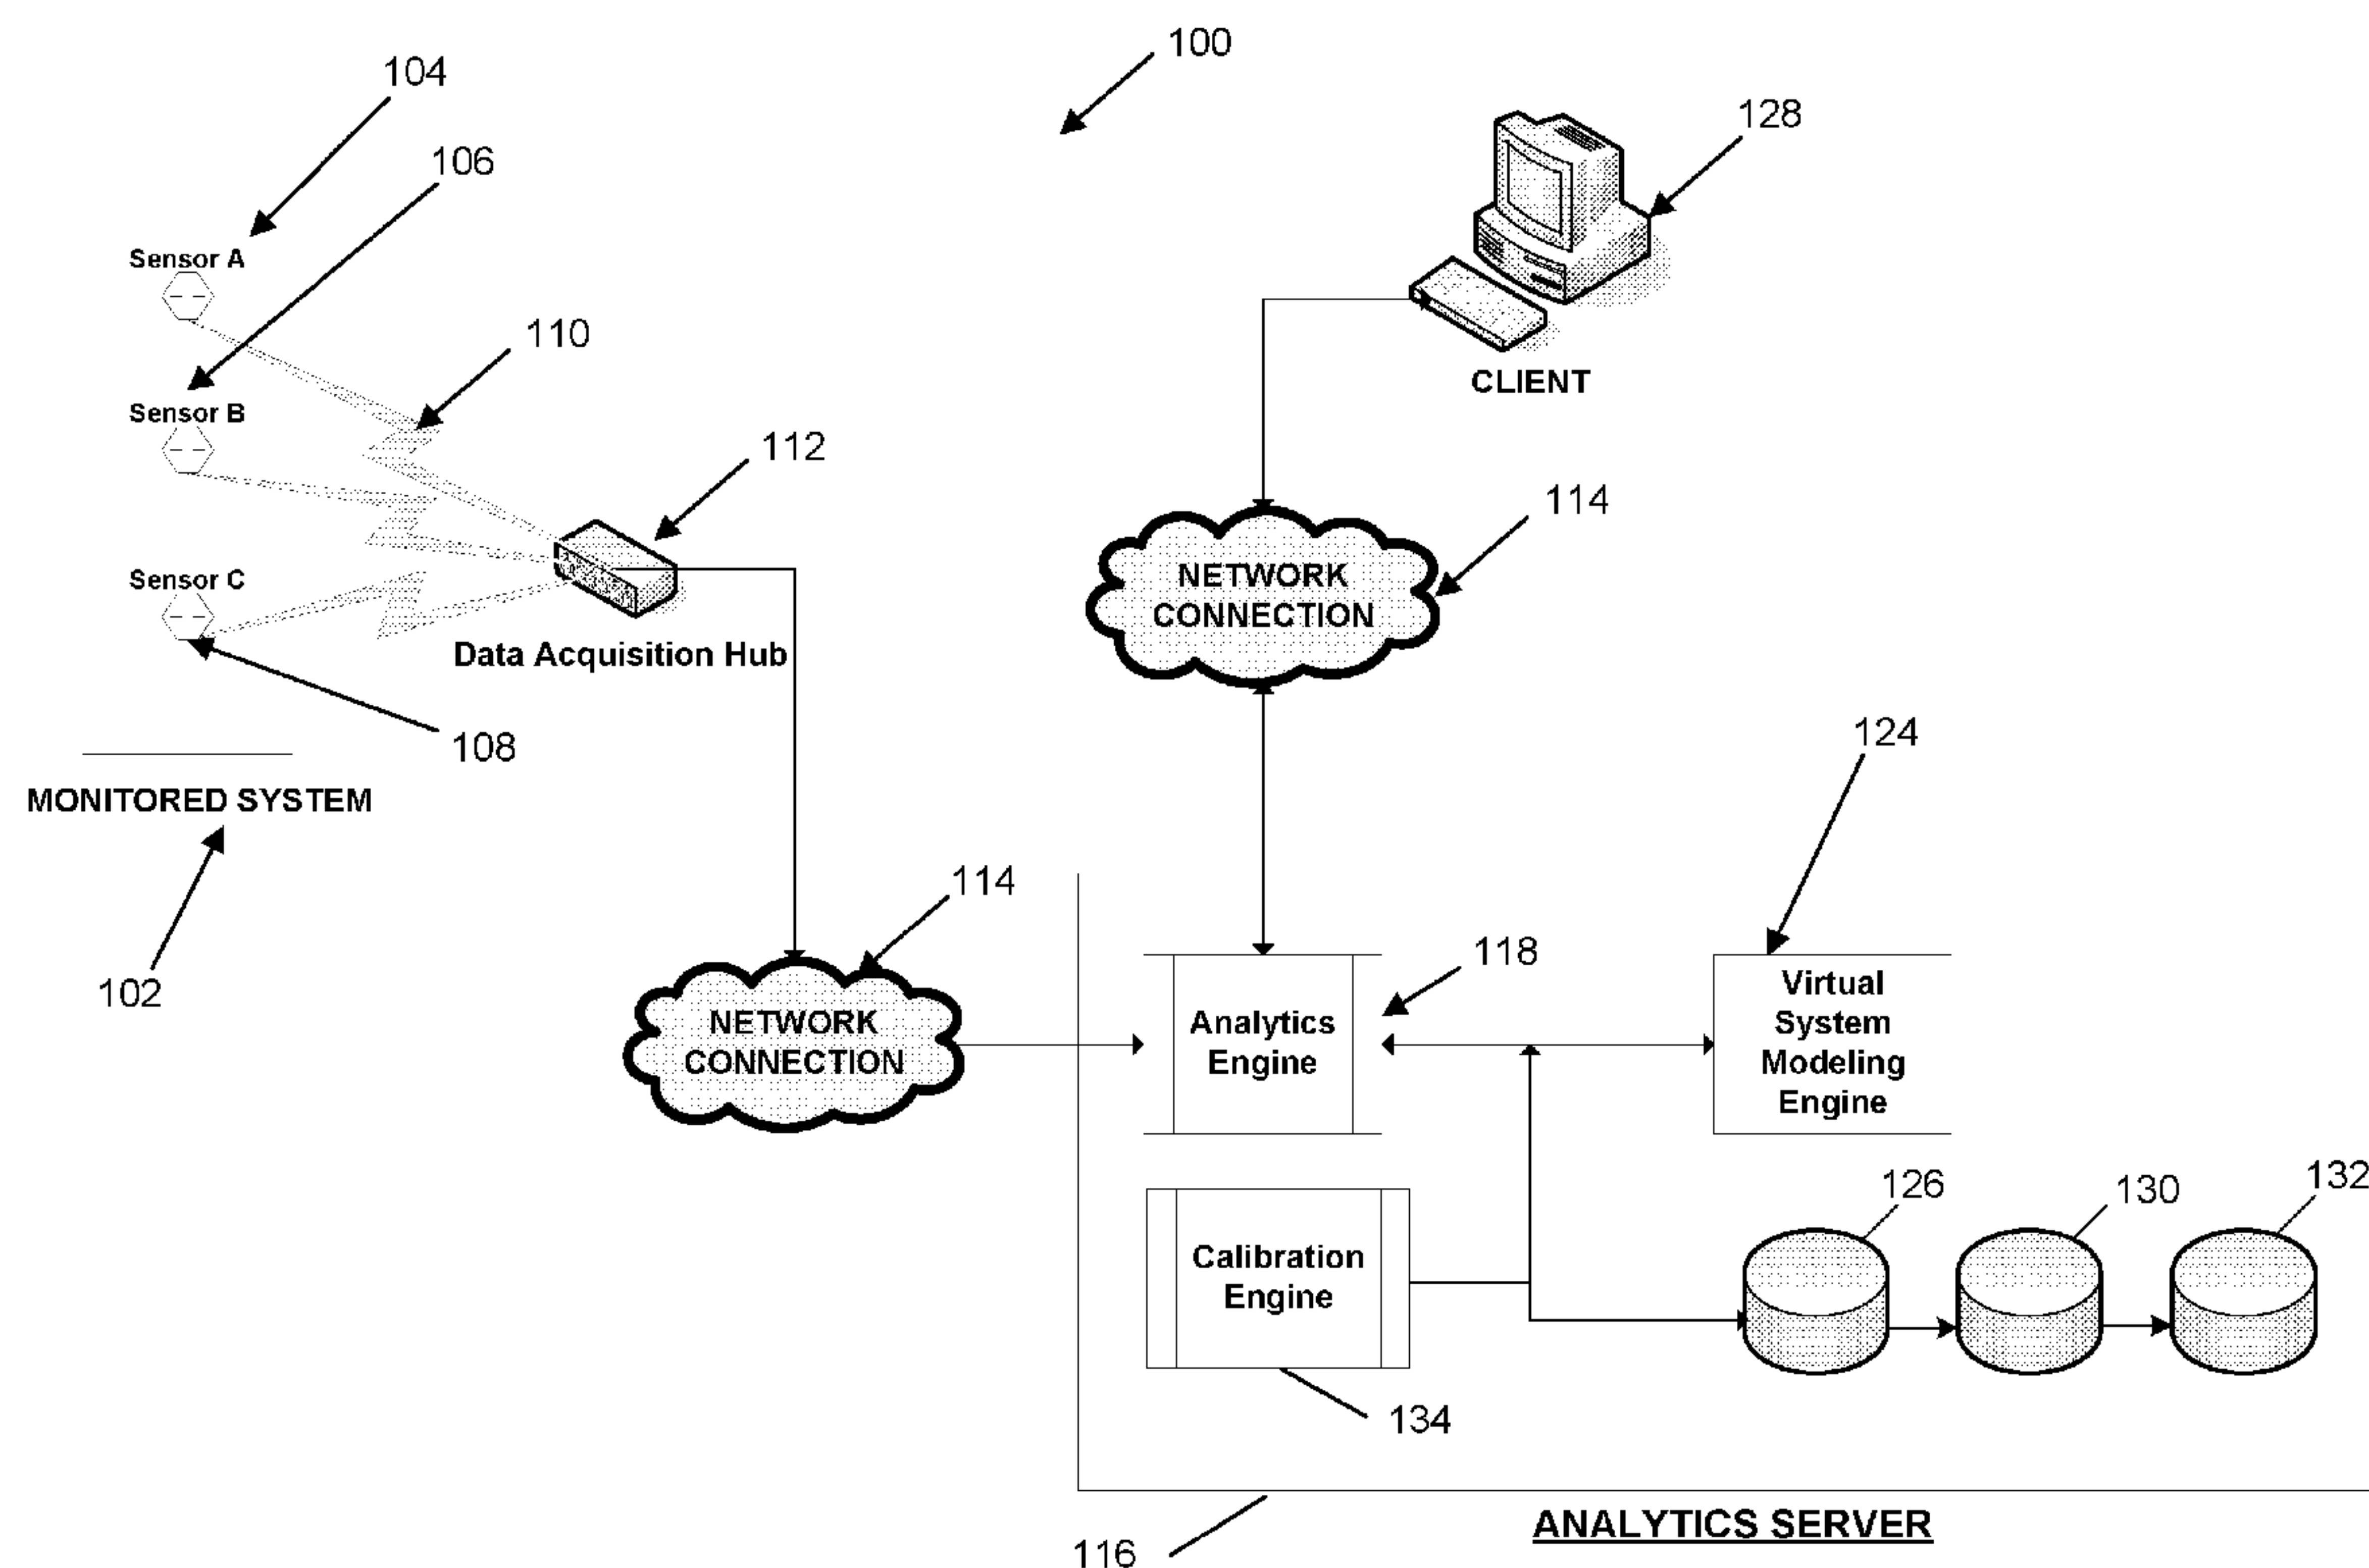 100
104
128
106
Sensor A
110
CLIENT
Sensor B
112
114
NETWORK
CONNECTION
Sensor C
Data Acquisition Hub
108
124
MONITORED SYSTEM
114
118
102
NETWORK
CONNECTION
Analytics
Engine
Virtual
System
Modeling
Engine
126
130
132
Calibration
Engine
134
116
ANALYTICS SERVER